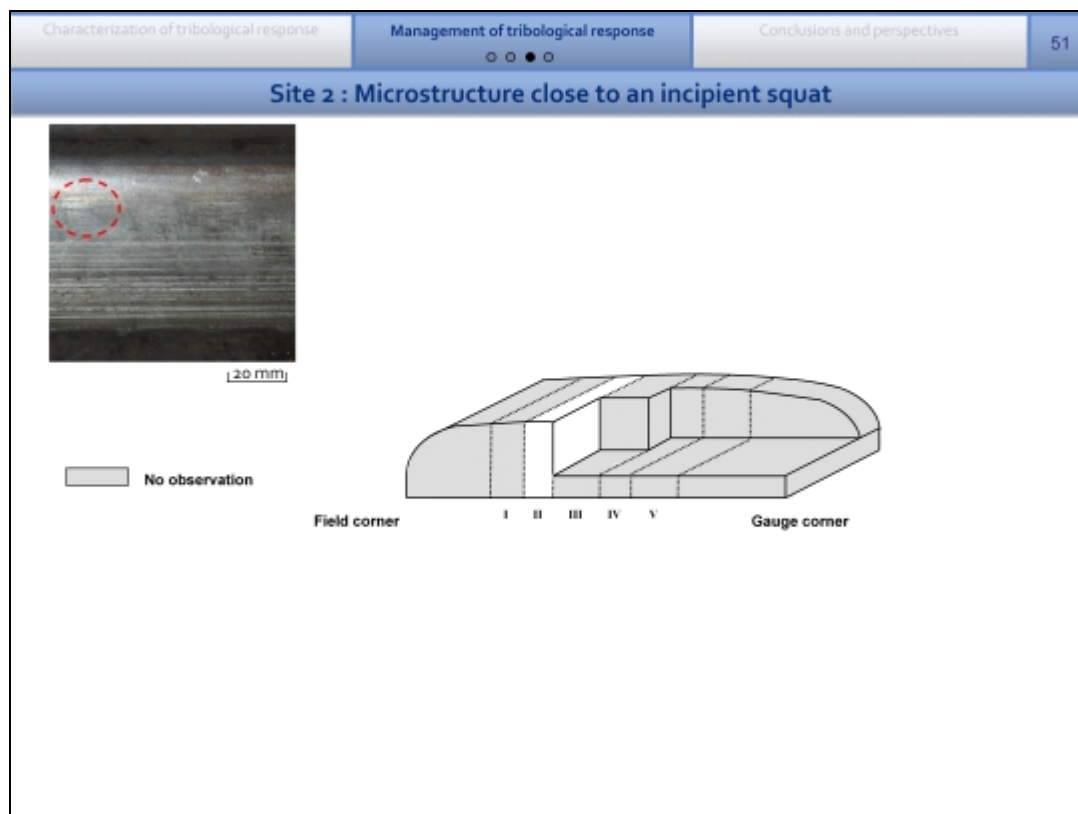 Characterization of tribological response
Management of tribological response
Conclusions and perspectives
51
Site 2 : Microstructure close to an incipient squat
20 mm
No observation
Field corner
I II III IV V
Gauge corner